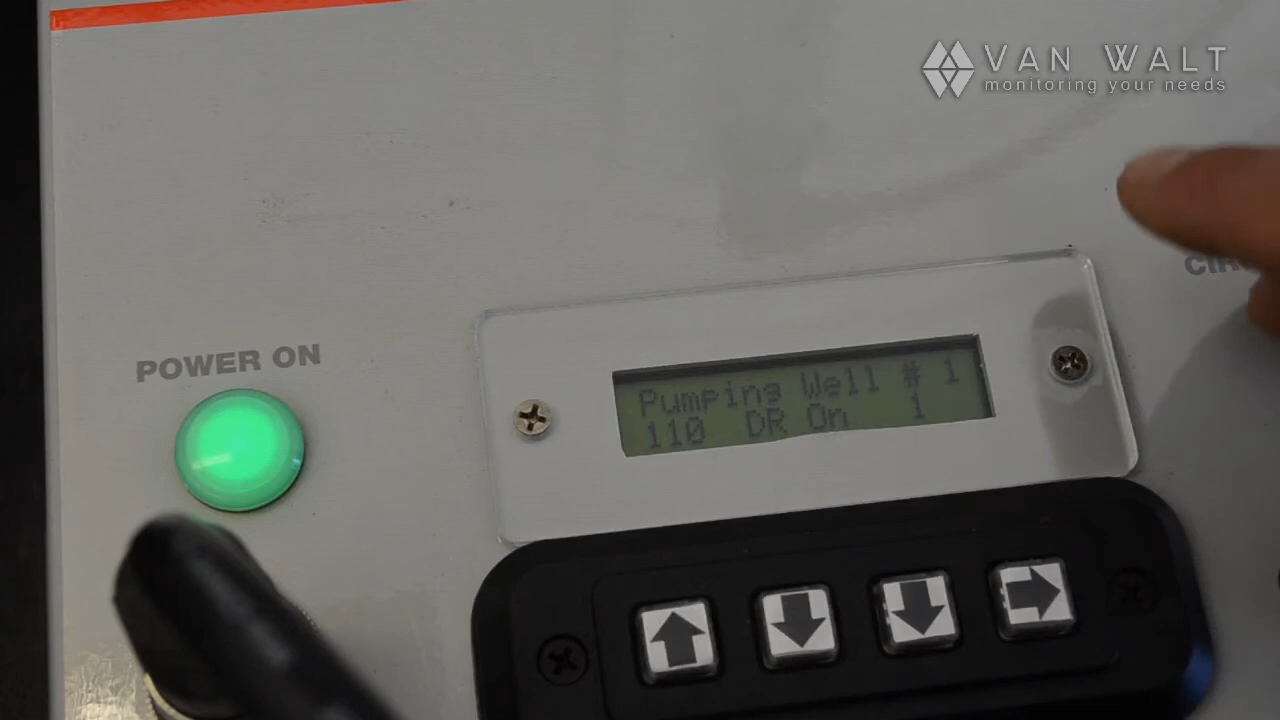 VAN WALT
monitoring your needs
POWER ON
Pumping Well # 1
110 DR On 1